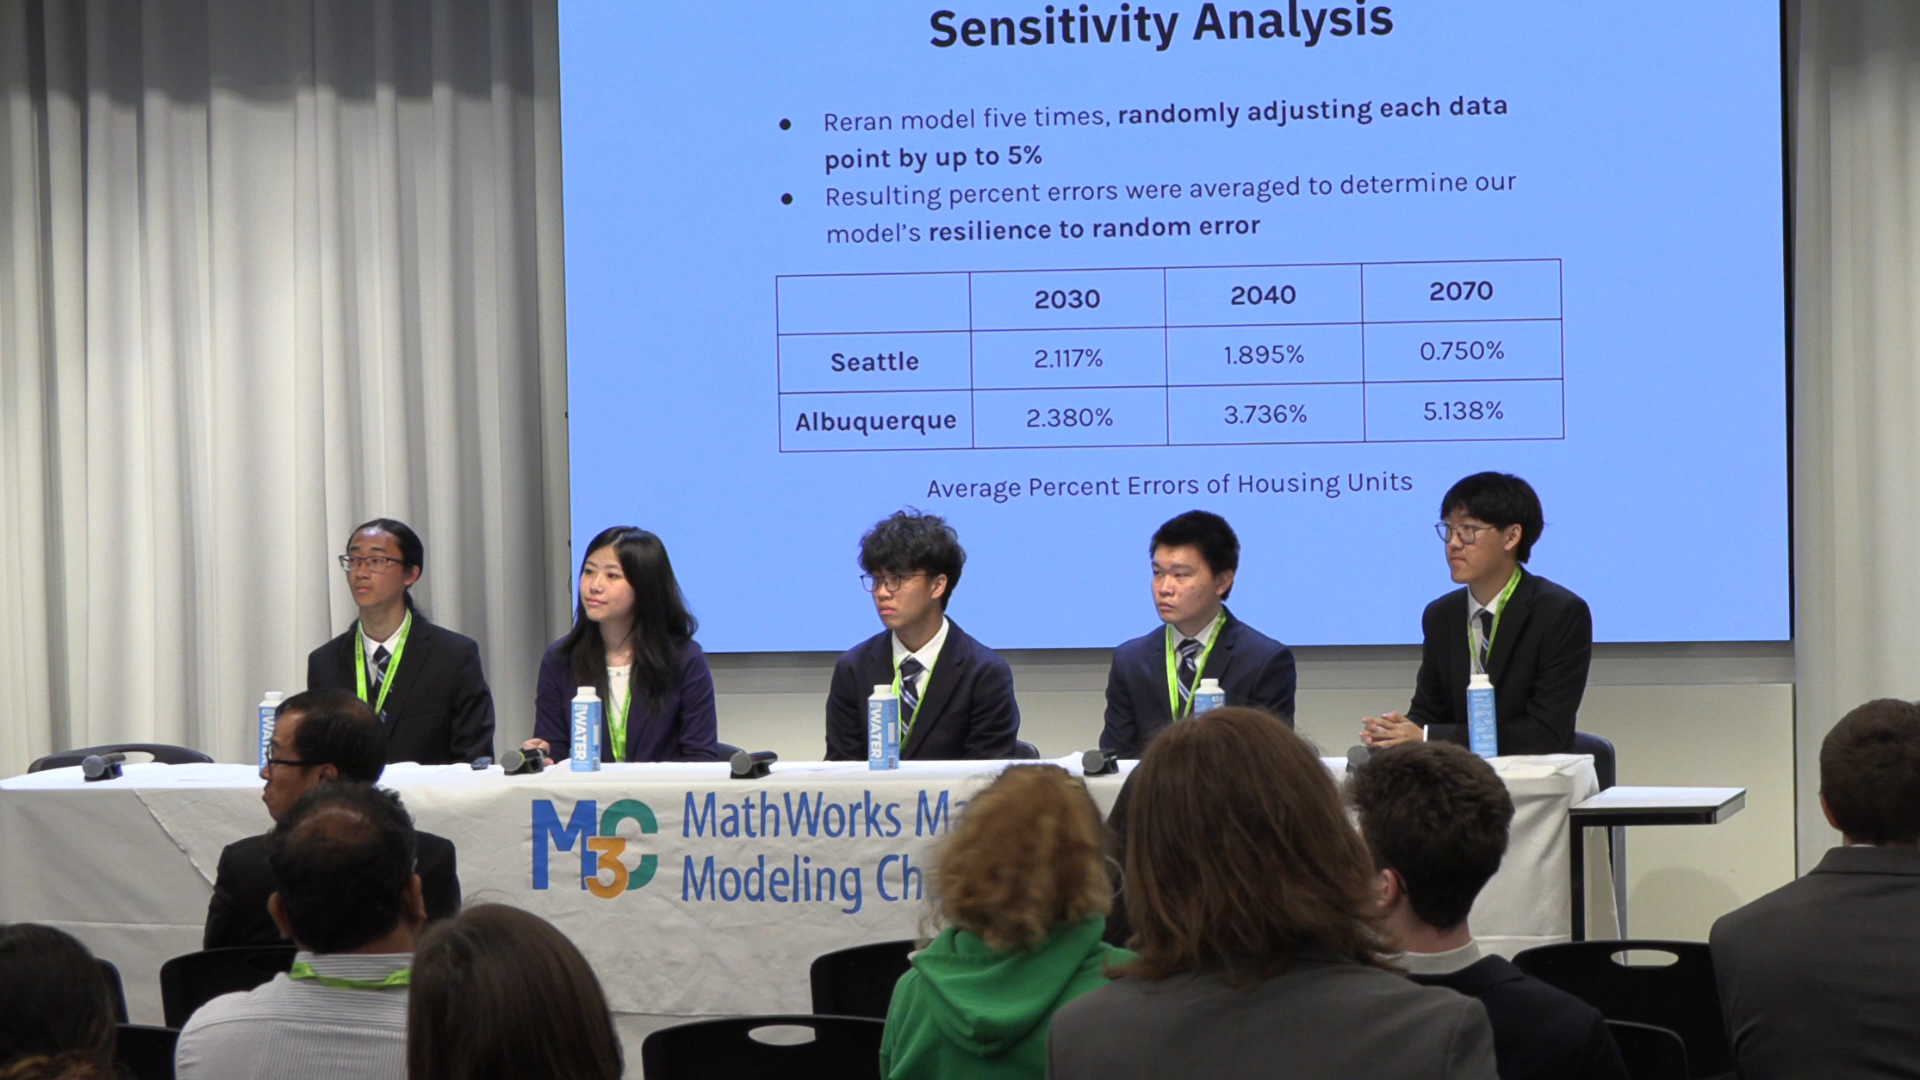 Sensitivity Analysis
● Reran model five times, randomly adjusting each data
point by up to 5%
● Resulting percent errors were averaged to determine our
model's resilience to random error
2030 2040 2070
Seattle 2.117% 1.895% 0.750%
Albuquerque 2.380% 3.736% 5.138%
Average Percent Errors of Housing Units
WATER
WATER
WATER
M3C
MathWorks Ma
Modeling Ch